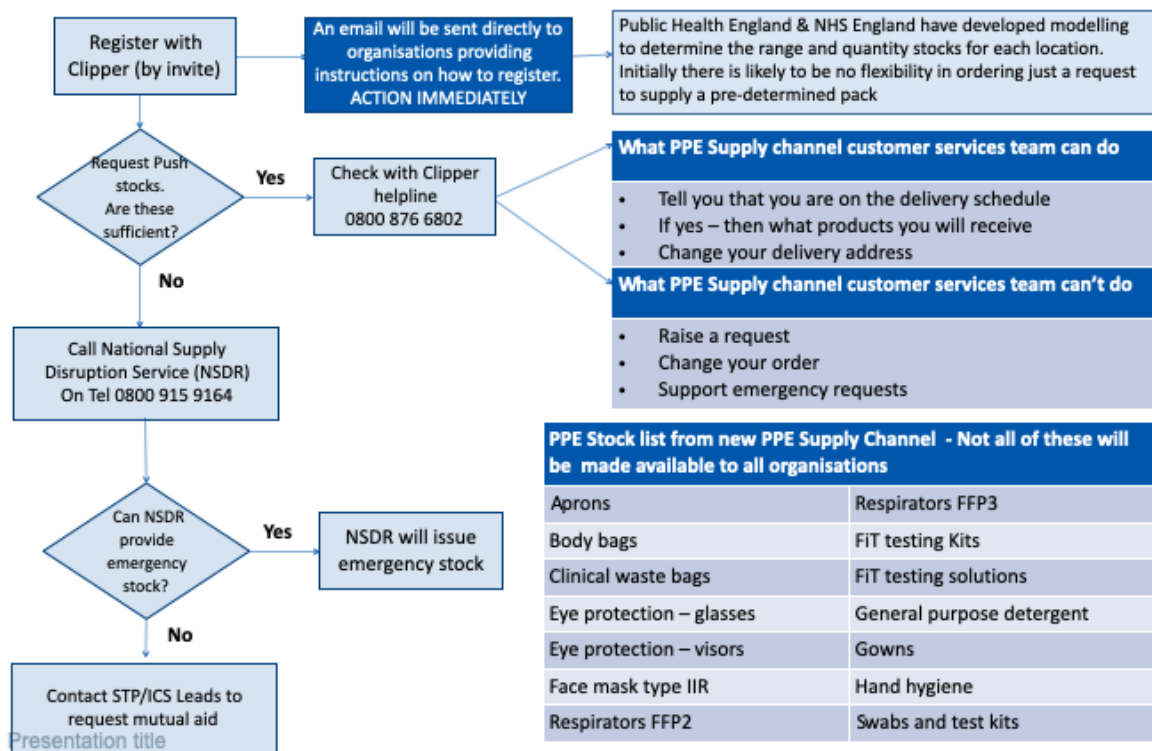 Register with
Clipper (by invite)
An email will be sent directly to
organisations providing
instructions on how to register.
ACTION IMMEDIATELY
Public Health England & NHS England have developed modelling
to determine the range and quantity stocks for each location.
Initially there is likely to be no flexibility in ordering just a request
to supply a pre-determined pack
Request Push
stocks.
Are these
sufficient?
Yes
Check with Clipper
helpline
0800 876 6802
What PPE Supply channel customer services team can do
• Tell you that you are on the delivery schedule
• If yes – then what products you will receive
• Change your delivery address
What PPE Supply channel customer services team can't do
• Raise a request
• Change your order
• Support emergency requests
No
Call National Supply
Disruption Service (NSDR)
On Tel 0800 915 9164
Can NSDR
provide
emergency
stock?
Yes
NSDR will issue
emergency stock
No
Contact STP/ICS Leads to
request mutual aid
Presentation title
PPE Stock list from new PPE Supply Channel - Not all of these will
be made available to all organisations
Aprons Respirators FFP3
Body bags FiT testing Kits
Clinical waste bags FiT testing solutions
Eye protection – glasses General purpose detergent
Eye protection – visors Gowns
Face mask type IIR Hand hygiene
Respirators FFP2 Swabs and test kits